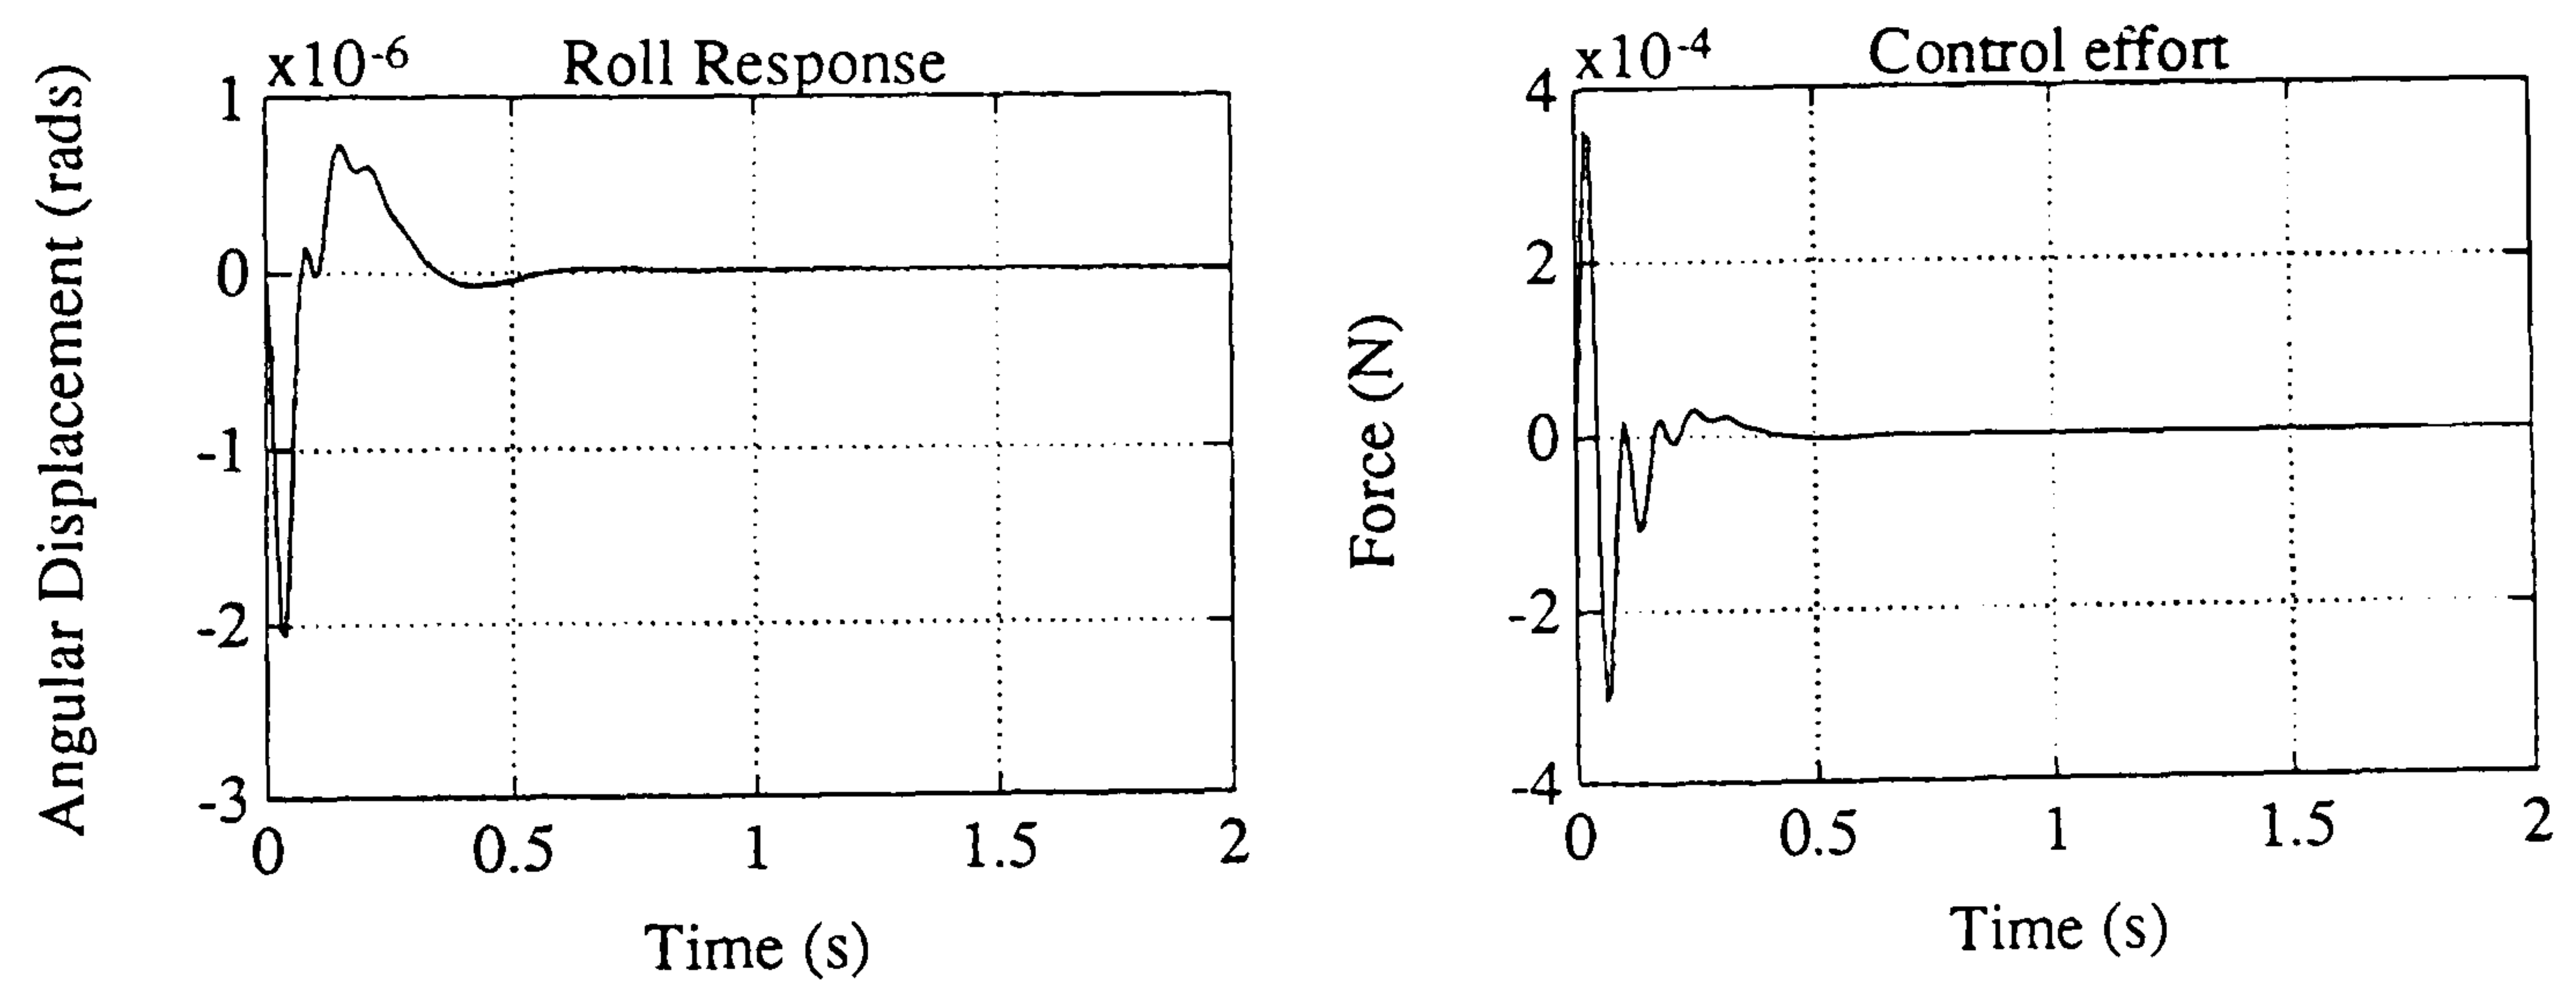 x10-6 Roll Response
Angular Displacement (rads)
1
0
-1
-2
-3
0 0.5 1 1.5 2
Time (s)
x10-4 Control effort
Force (N)
4
2
0
-2
-4
0 0.5 1 1.5 2
Time (s)